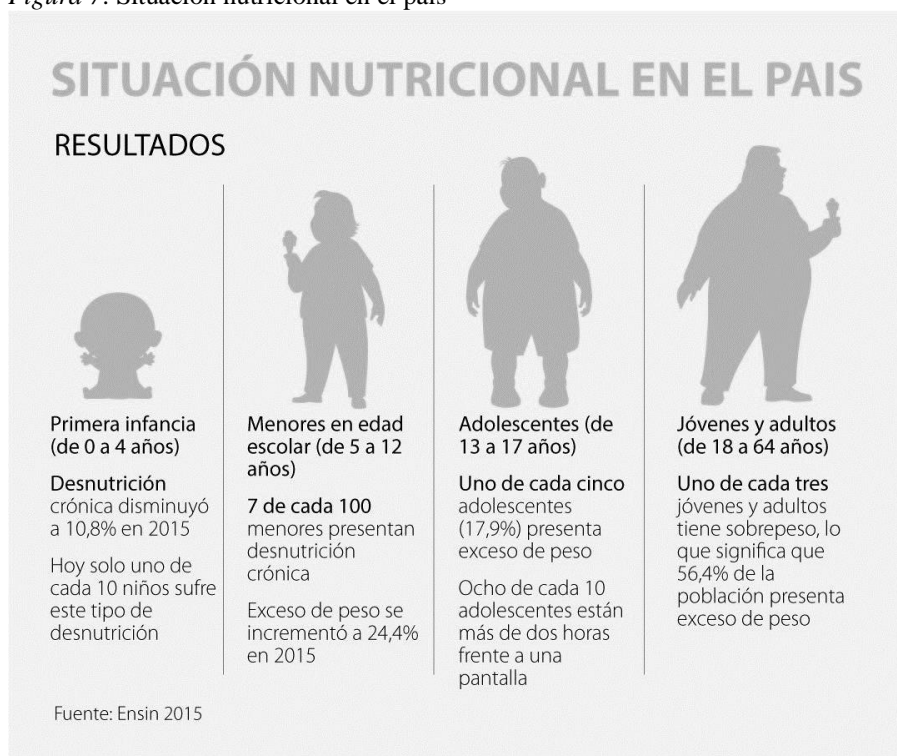 Figura 7. Situación nutricional en el país
SITUACIÓN NUTRICIONAL EN EL PAIS
RESULTADOS
Primera infancia
(de 0 a 4 años)
Desnutrición
crónica disminuyó
a 10,8% en 2015
Hoy solo uno de
cada 10 niños sufre
este tipo de
desnutrición
Menores en edad
escolar (de 5 a 12
años)
7 de cada 100
menores presentan
desnutrición
crónica
Exceso de peso se
incrementó a 24,4%
en 2015
Adolescentes (de
13 a 17 años)
Uno de cada cinco
adolescentes
(17,9%) presenta
exceso de peso
Ocho de cada 10
adolescentes están
más de dos horas
frente a una
pantalla
Jóvenes y adultos
(de 18 a 64 años)
Uno de cada tres
jóvenes y adultos
tiene sobrepeso, lo
que significa que
56,4% de la
población presenta
exceso de peso
Fuente: Ensin 2015